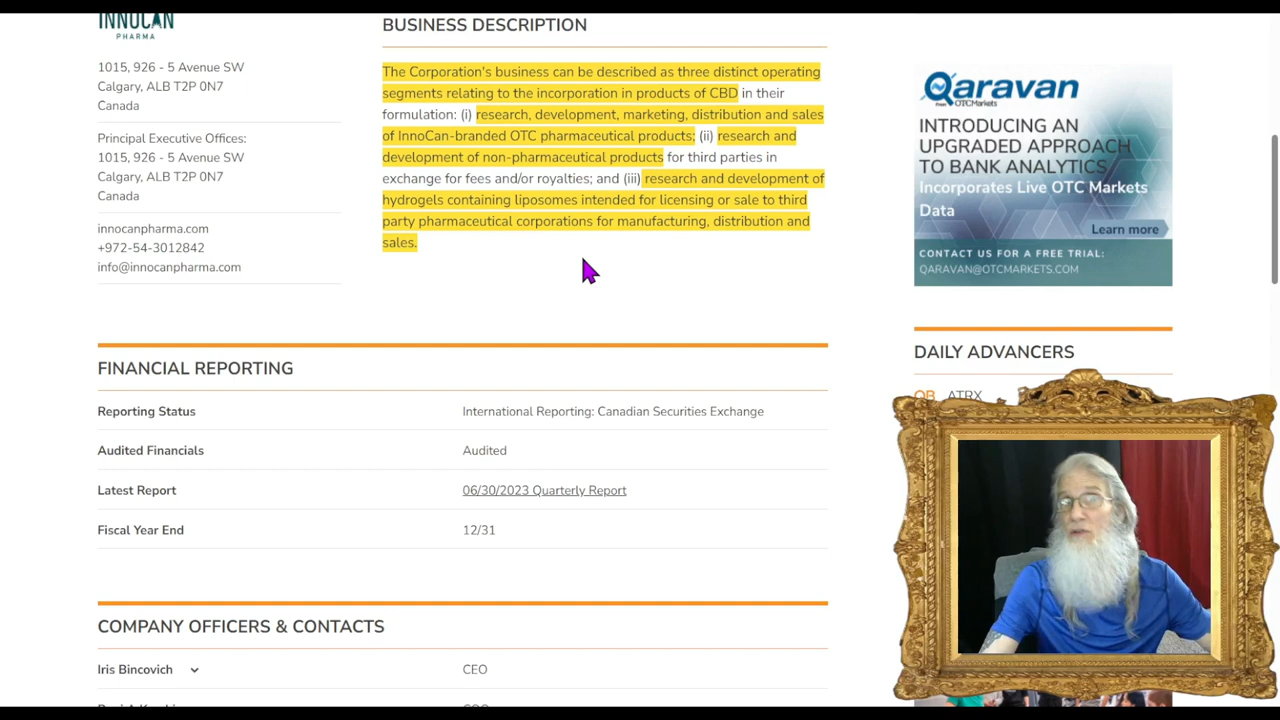 INNOCAN
PHARMA
1015, 926 - 5 Avenue SW
Calgary, ALB T2P 0N7
Canada
Principal Executive Offices:
1015, 926 - 5 Avenue SW
Calgary, ALB T2P 0N7
Canada
innocanpharma.com
+972-54-3012842
info@innocanpharma.com
BUSINESS DESCRIPTION
The Corporation's business can be described as three distinct operating
segments relating to the incorporation in products of CBD in their
formulation: (i) research, development, marketing, distribution and sales
of InnoCan-branded OTC pharmaceutical products; (ii) research and
development of non-pharmaceutical products for third parties in
exchange for fees and/or royalties; and (iii) research and development of
hydrogels containing liposomes intended for licensing or sale to third
party pharmaceutical corporations for manufacturing, distribution and
sales.
Qaravan
From OTCMarkets
INTRODUCING AN
UPGRADED APPROACH
TO BANK ANALYTICS
Incorporates Live OTC Markets
Data
Learn more
CONTACT US FOR A FREE TRIAL:
QARAVAN@OTCMARKETS.COM
FINANCIAL REPORTING
Reporting Status International Reporting: Canadian Securities Exchange
Audited Financials Audited
Latest Report 06/30/2023 Quarterly Report
Fiscal Year End 12/31
DAILY ADVANCERS
QB ATRX
COMPANY OFFICERS & CONTACTS
Iris Bincovich CEO